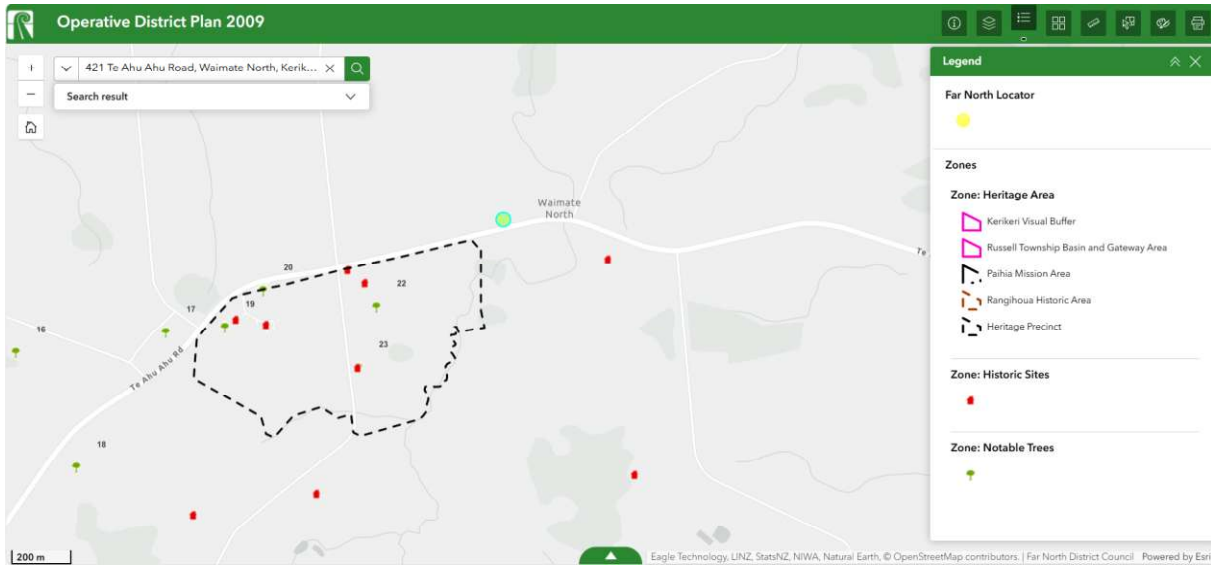 Operative District Plan 2009
421 Te Ahu Ahu Road, Waimate North, Kerik...
Search result
Waimate
North
20
22
17
19
16
23
Te Ahu Ahu Rd
18
Te
200 m
Legend
Far North Locator
Zones
Zone: Heritage Area
Kerikeri Visual Buffer
Russell Township Basin and Gateway Area
Paihia Mission Area
Rangihoua Historic Area
Heritage Precinct
Zone: Historic Sites
Zone: Notable Trees
Eagle Technology, LINZ, StatsNZ, NIWA, Natural Earth, © OpenStreetMap contributors. | Far North District Council Powered by Esri